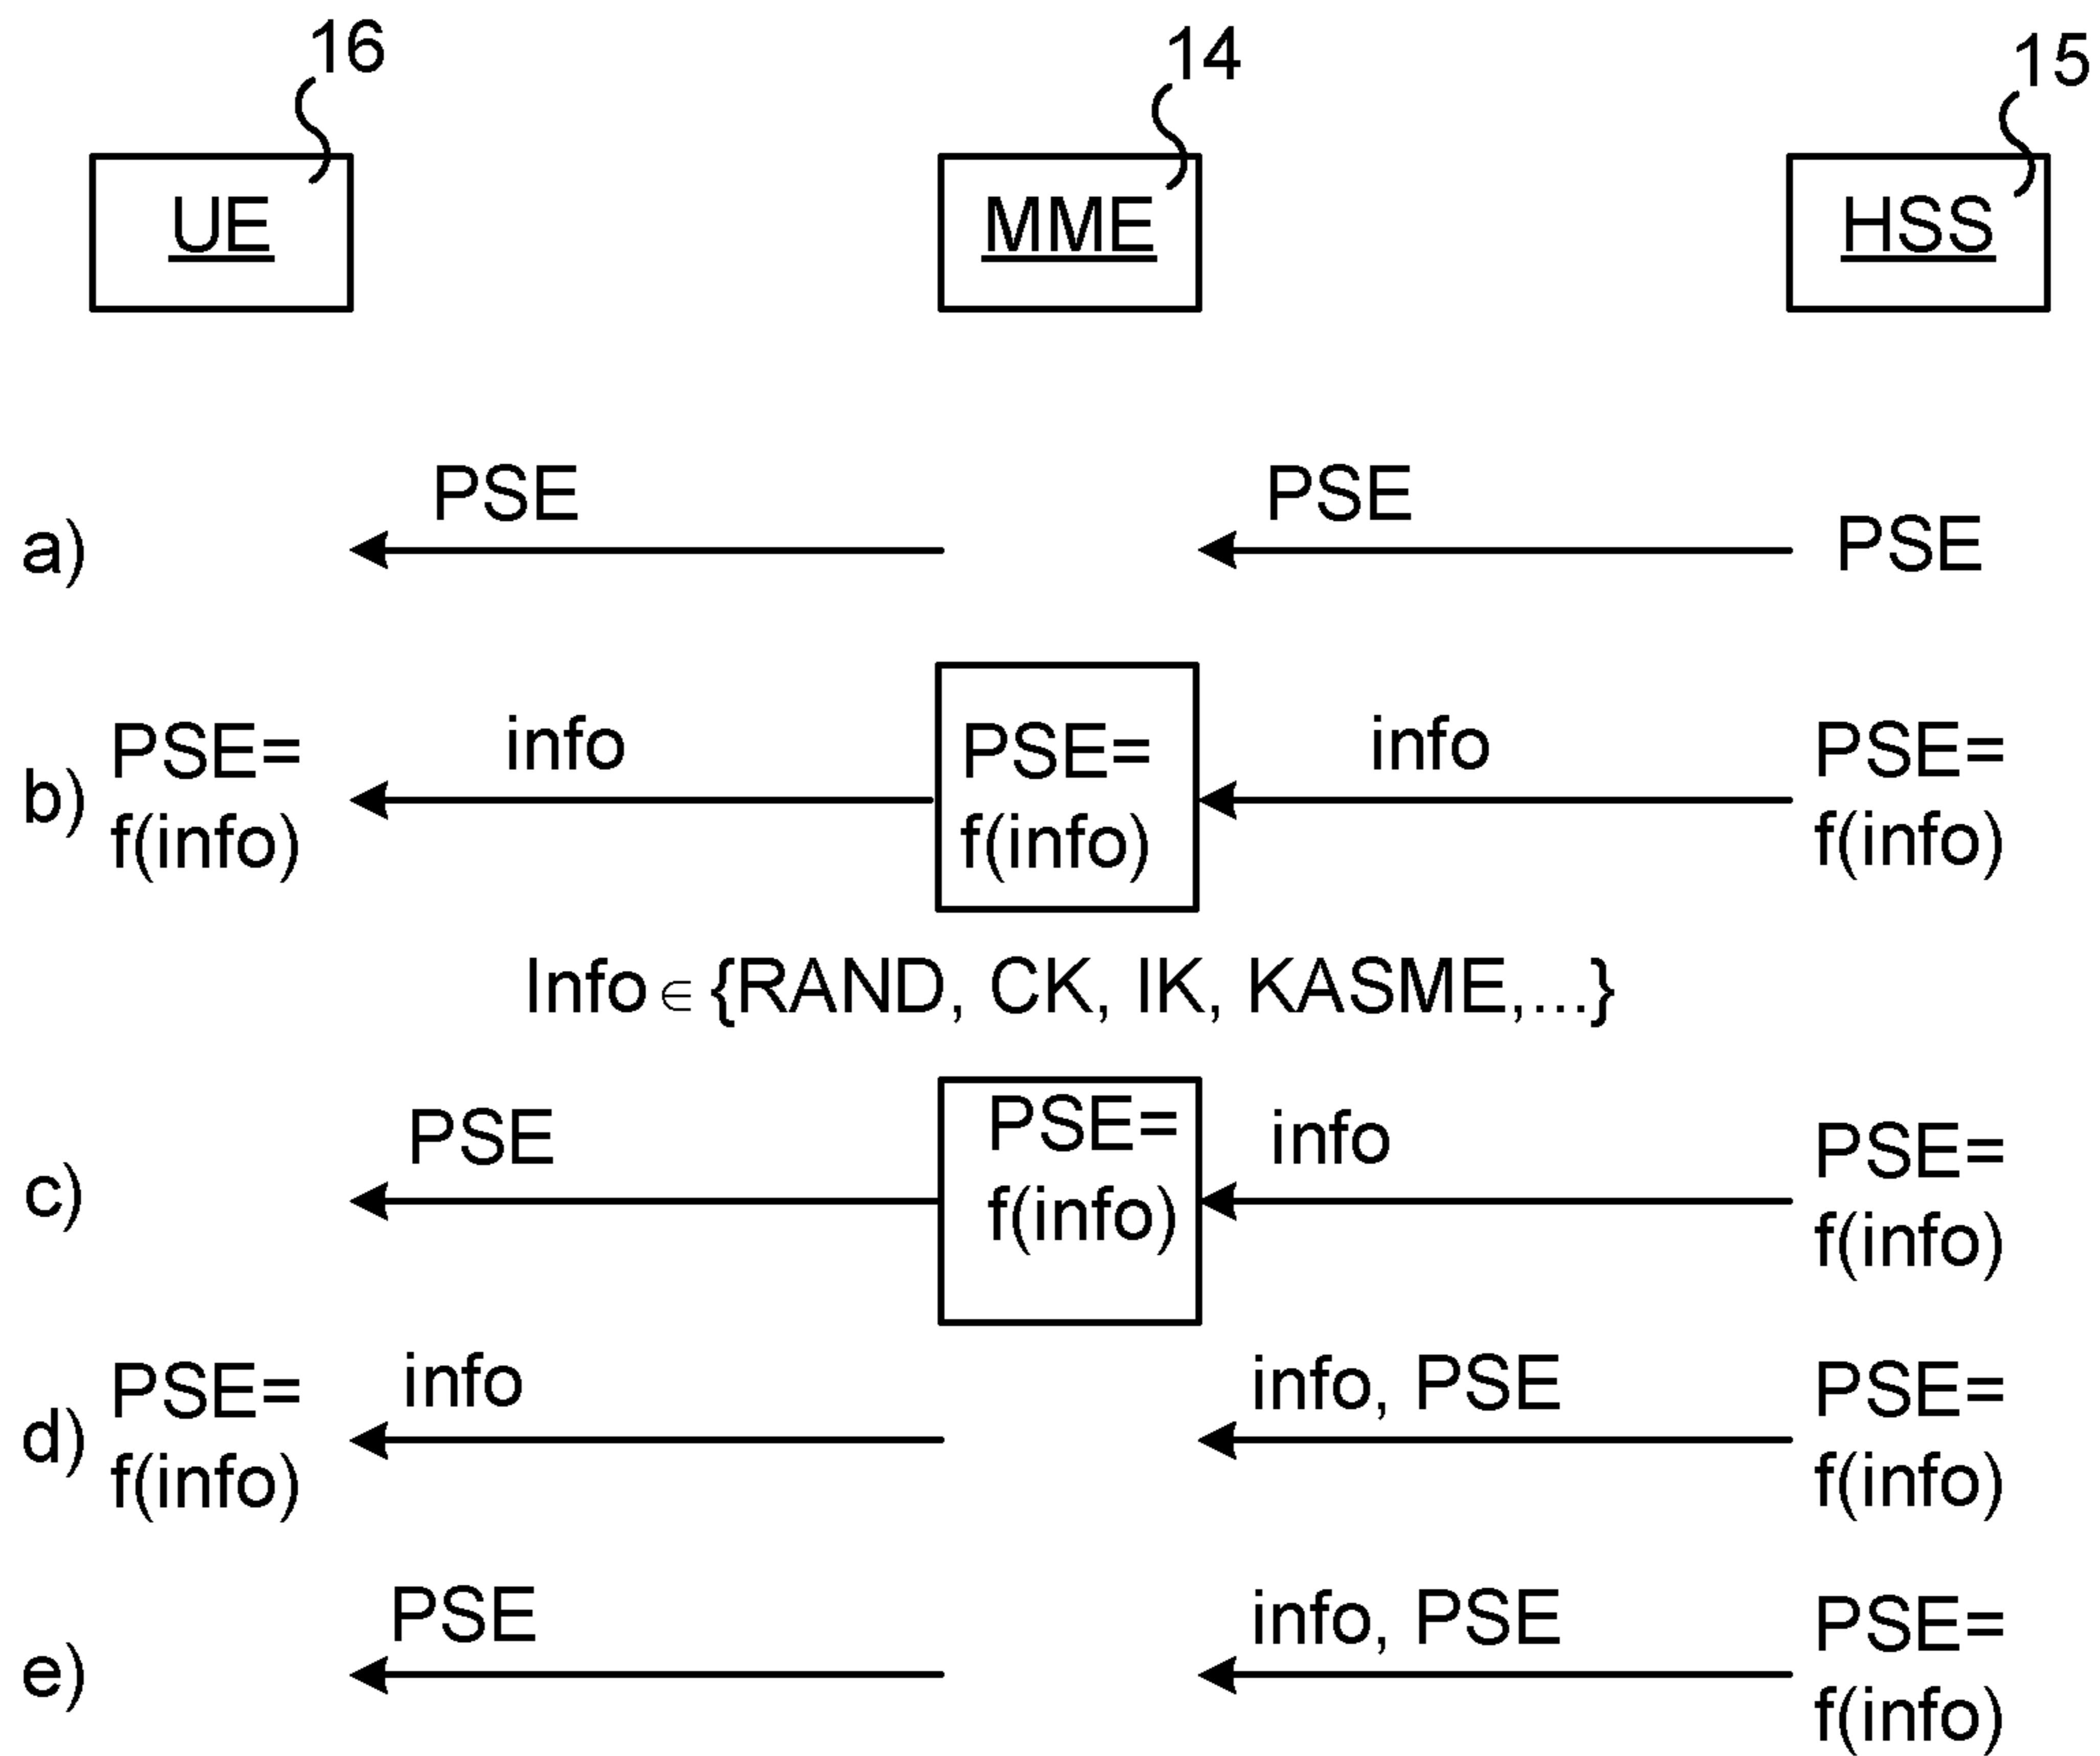 16 14 15
UE MME HSS
PSE PSE
a) PSE
PSE= info PSE= info PSE=
b) f(info) f(info) f(info)
Info ∈ {RAND, CK, IK, KASME,...}
PSE PSE= info PSE=
c) f(info) f(info)
PSE= info info, PSE PSE=
d) f(info) f(info)
PSE info, PSE PSE=
e) f(info)